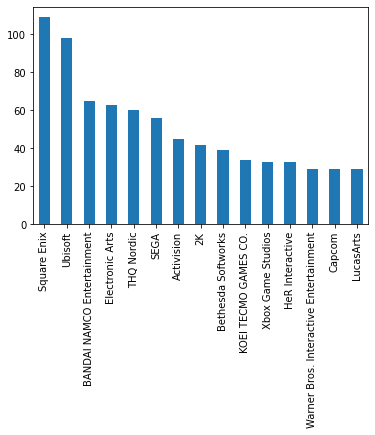 100
80
60
40
20
0
Square Enix
Ubisoft
BANDAI NAMCO Entertainment
Electronic Arts
THQ Nordic
SEGA
Activision
2K
Bethesda Softworks
KOEI TECMO GAMES CO.
Xbox Game Studios
HeR Interactive
Warner Bros. Interactive Entertainment
Capcom
LucasArts